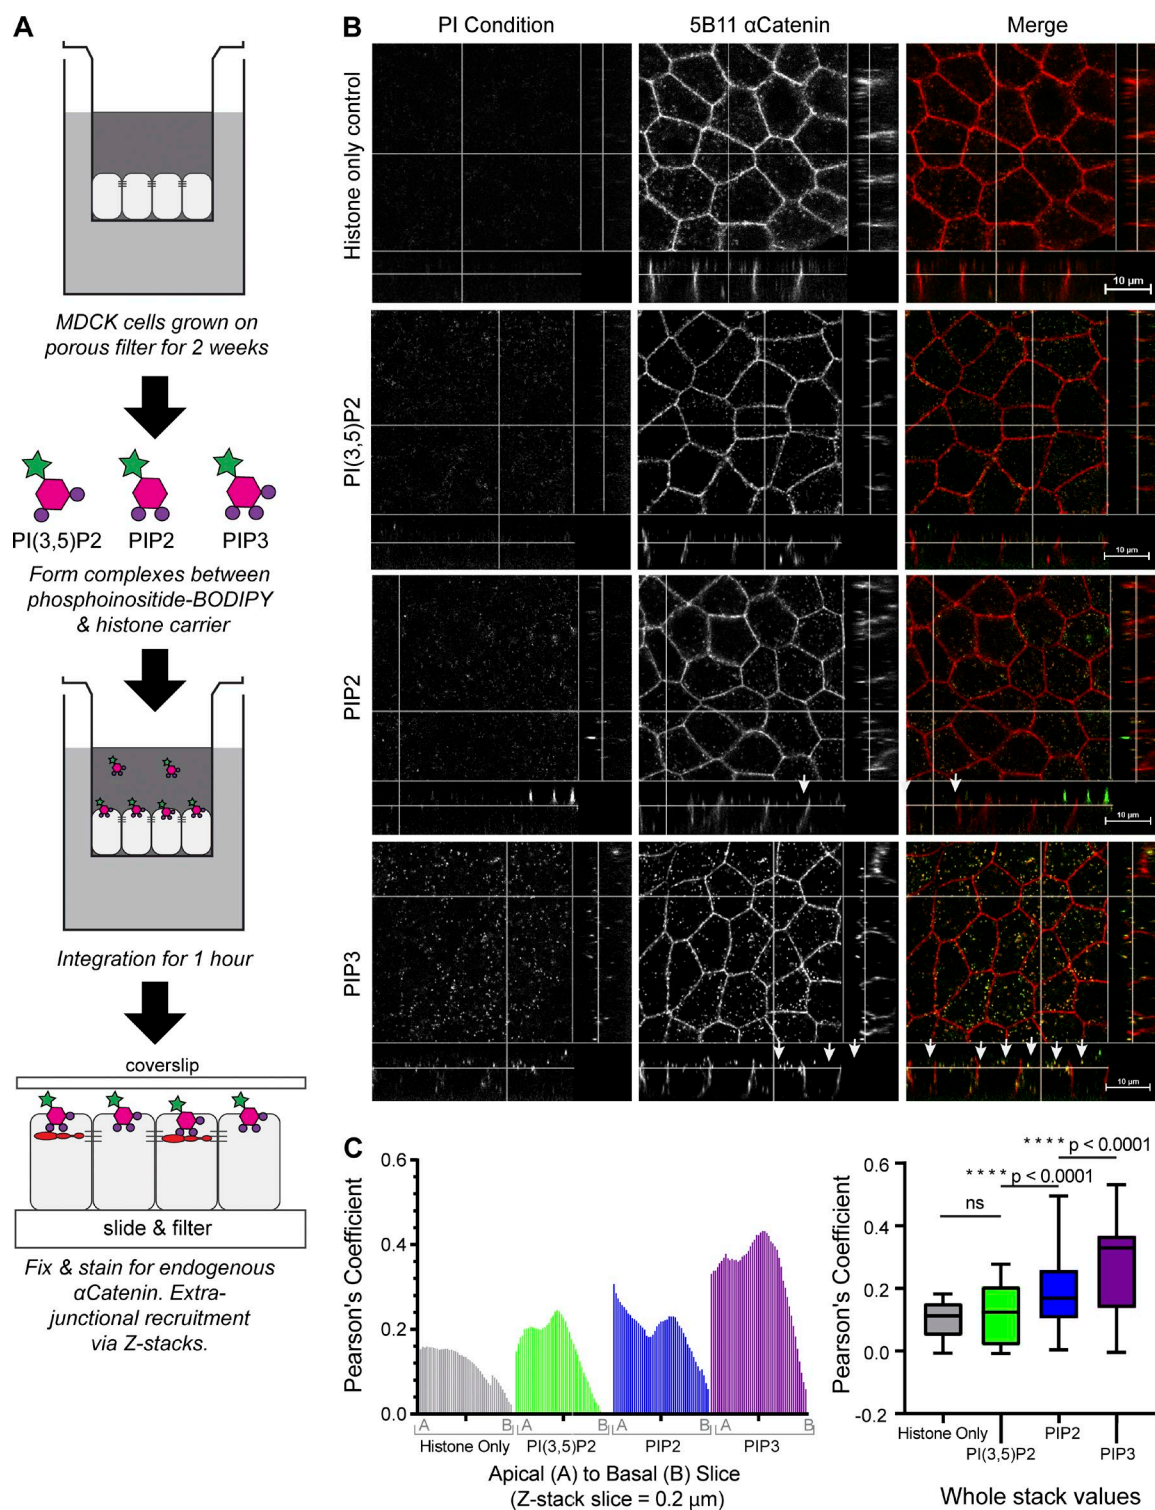 A
MDCK cells grown on
porous filter for 2 weeks
PI(3,5)P2 PIP2 PIP3
Form complexes between
phosphoinositide-BODIPY
& histone carrier
Integration for 1 hour
coverslip
slide & filter
Fix & stain for endogenous
αCatenin. Extra-
junctional recruitment
via Z-stacks.
B
PI Condition 5B11 αCatenin Merge
Histone only control
10 µm
PI(3,5)P2
10 µm
PIP2
10 µm
PIP3
10 µm
C
Pearson's Coefficient
0.6
0.4
0.2
0.0
A B A B A B A B
Histone Only PI(3,5)P2 PIP2 PIP3
Apical (A) to Basal (B) Slice
(Z-stack slice = 0.2 µm)
Pearson's Coefficient
0.6
0.4
0.2
0.0
-0.2
**** p < 0.0001
**** p < 0.0001
ns
Histone Only PIP2
PI(3,5)P2 PIP3
Whole stack values